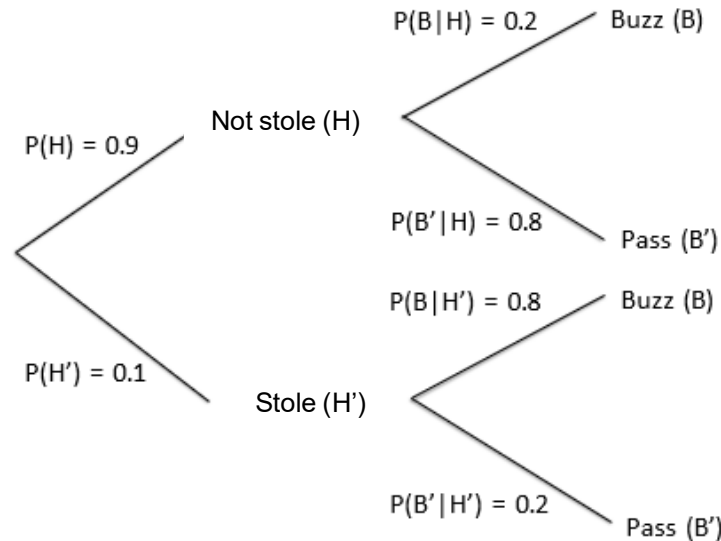 P(B|H) = 0.2
Buzz (B)
Not stole (H)
P(H) = 0.9
P(B′|H) = 0.8
Pass (B′)
P(B|H′) = 0.8
Buzz (B)
P(H′) = 0.1
Stole (H’)
P(B′|H′) = 0.2
Pass (B′)